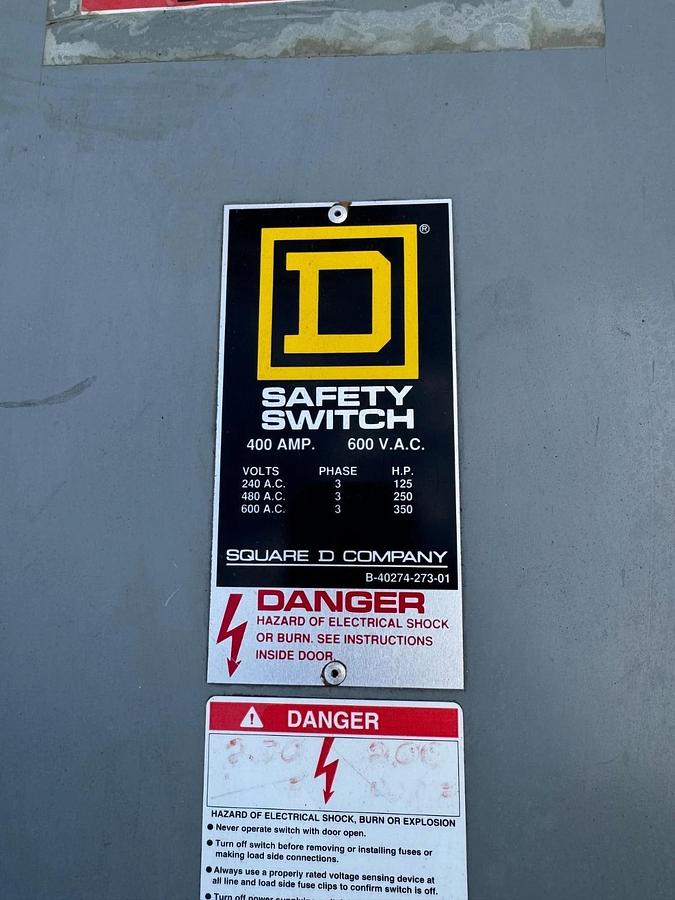 D ®
SAFETY
SWITCH
400 AMP. 600 V.A.C.
VOLTS PHASE H.P.
240 A.C. 3 125
480 A.C. 3 250
600 A.C. 3 350
SQUARE D COMPANY
B-40274-273-01
DANGER
HAZARD OF ELECTRICAL SHOCK
OR BURN. SEE INSTRUCTIONS
INSIDE DOOR.
DANGER
HAZARD OF ELECTRICAL SHOCK, BURN OR EXPLOSION
● Never operate switch with door open.
● Turn off switch before removing or installing fuses or
making load side connections.
● Always use a properly rated voltage sensing device at
all line and load side fuse clips to confirm switch is off.
● Turn off power